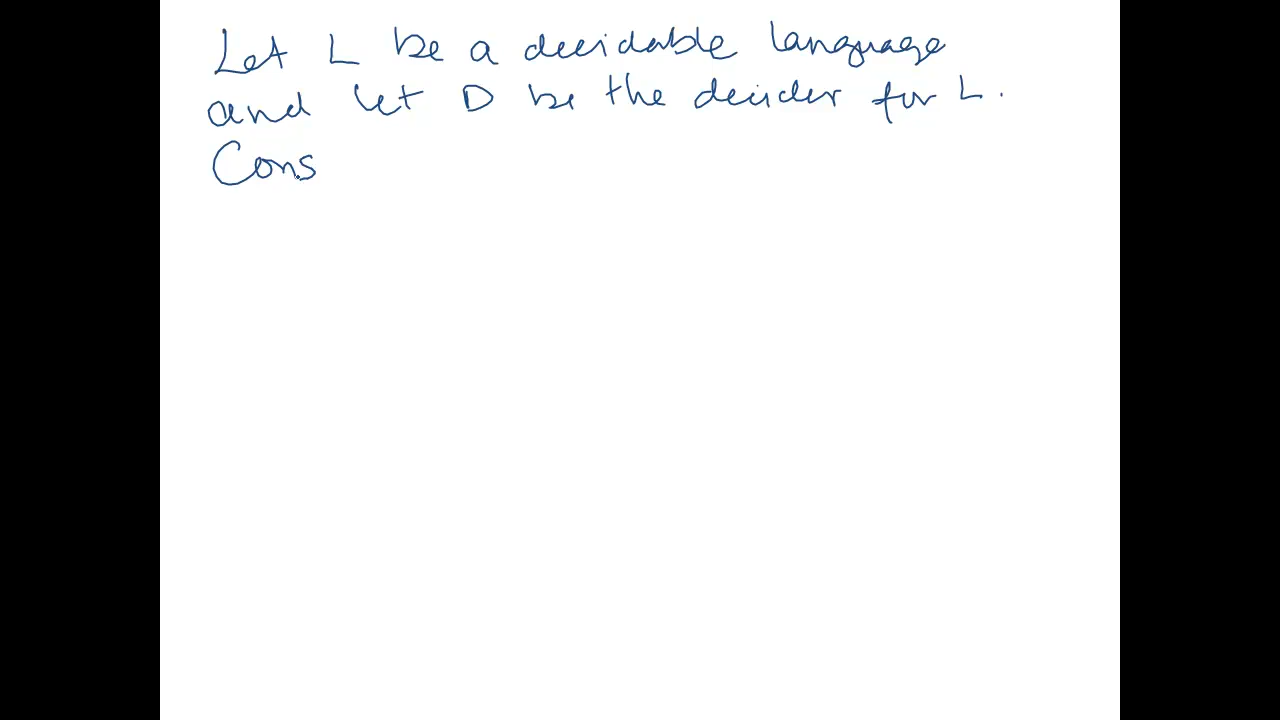 Let L be a decidable language
and let D be the decider for L.
Cons